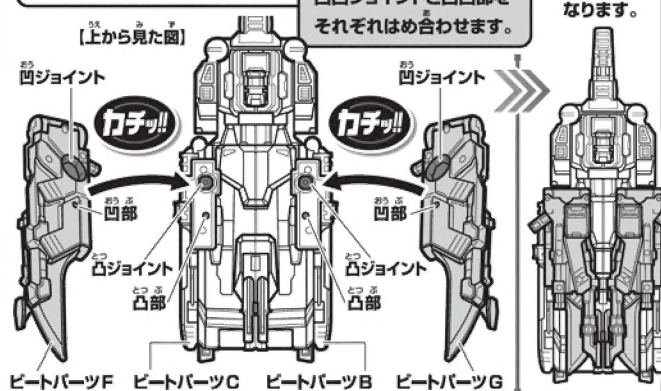 凹凸ジョイントと凹凸部を
それぞれはめ合わせます。
なります。
【上から見た図】
凹ジョイント
凹ジョイント
カチッ!!
カチッ!!
凹部
凹部
凸ジョイント
凸ジョイント
凸部
凸部
ビートパーツF
ビートパーツC
ビートパーツB
ビートパーツG